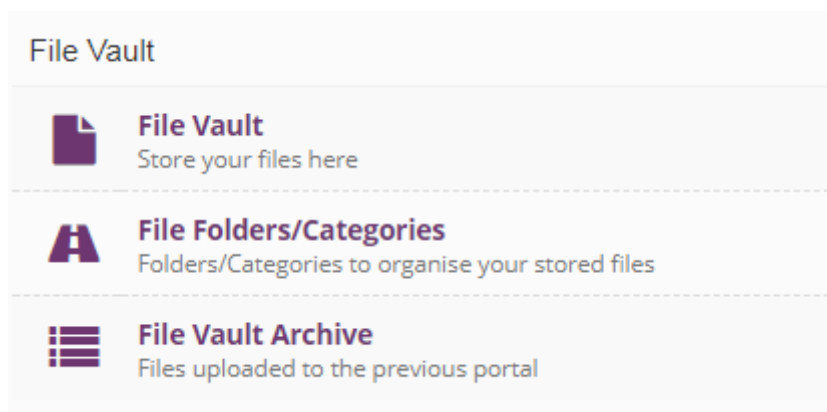 File Vault
File Vault
Store your files here
File Folders/Categories
Folders/Categories to organise your stored files
File Vault Archive
Files uploaded to the previous portal